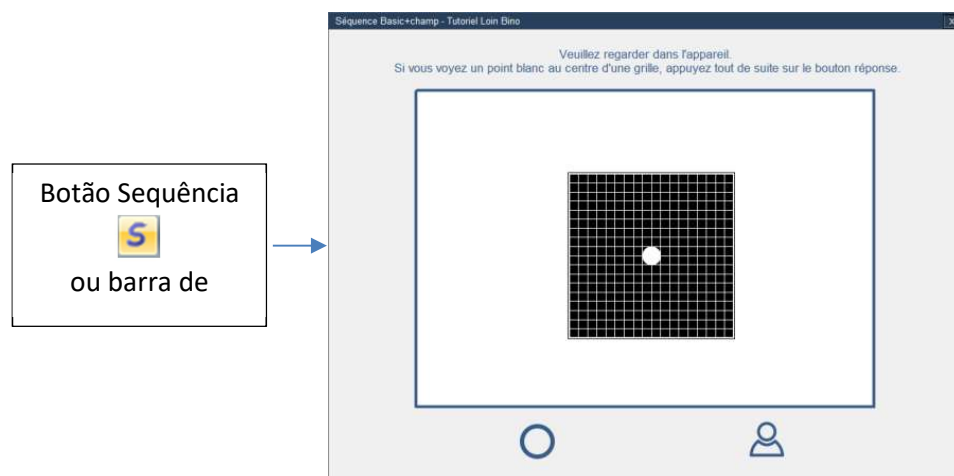 Botão Sequência
S
ou barra de
Séquence Basic+champ - Tutoriel Loin Bino
x
Veuillez regarder dans l'appareil.
Si vous voyez un point blanc au centre d'une grille, appuyez tout de suite sur le bouton réponse.